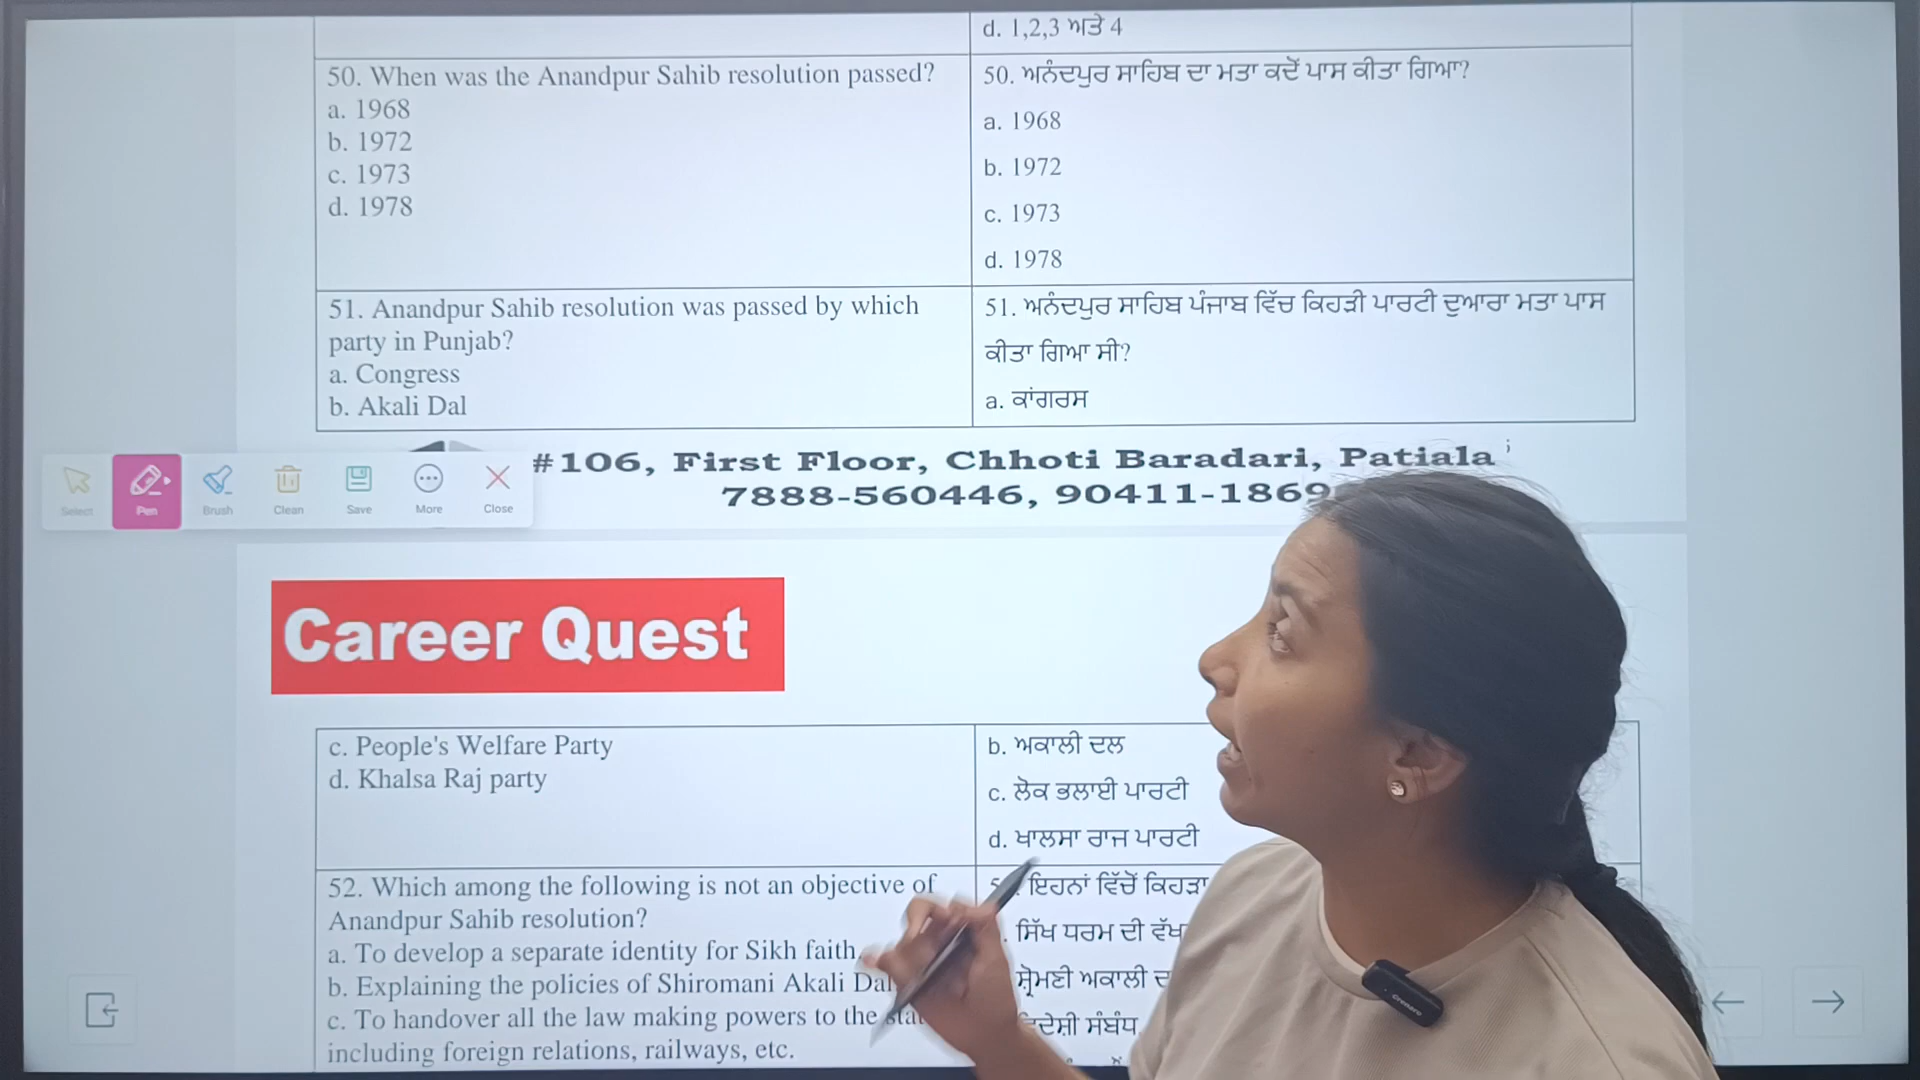 d. 1,2,3 ਅਤੇ 4
50. When was the Anandpur Sahib resolution passed?
a. 1968
b. 1972
c. 1973
d. 1978
50. ਅਨੰਦਪੁਰ ਸਾਹਿਬ ਦਾ ਮਤਾ ਕਦੋਂ ਪਾਸ ਕੀਤਾ ਗਿਆ?
a. 1968
b. 1972
c. 1973
d. 1978
51. Anandpur Sahib resolution was passed by which
party in Punjab?
a. Congress
b. Akali Dal
51. ਅਨੰਦਪੁਰ ਸਾਹਿਬ ਪੰਜਾਬ ਵਿੱਚ ਕਿਹੜੀ ਪਾਰਟੀ ਦੁਆਰਾ ਮਤਾ ਪਾਸ
ਕੀਤਾ ਗਿਆ ਸੀ?
a. ਕਾਂਗਰਸ
#106, First Floor, Chhoti Baradari, Patiala
7888-560446, 90411-1869
Select
Pen
Brush
Clean
Save
More
Close
Career Quest
c. People's Welfare Party
d. Khalsa Raj party
b. ਅਕਾਲੀ ਦਲ
c. ਲੋਕ ਭਲਾਈ ਪਾਰਟੀ
d. ਖਾਲਸਾ ਰਾਜ ਪਾਰਟੀ
52. Which among the following is not an objective of
Anandpur Sahib resolution?
a. To develop a separate identity for Sikh faith.
b. Explaining the policies of Shiromani Akali Dal
c. To handover all the law making powers to the
including foreign relations, railways, etc.
ਇਹਨਾਂ ਵਿੱਚੋਂ ਕਿਹੜਾ
ਸਿੱਖ ਧਰਮ ਦੀ
ਸ਼੍ਰੋਮਣੀ ਅਕਾਲੀ
ਸੰਬੰਧ